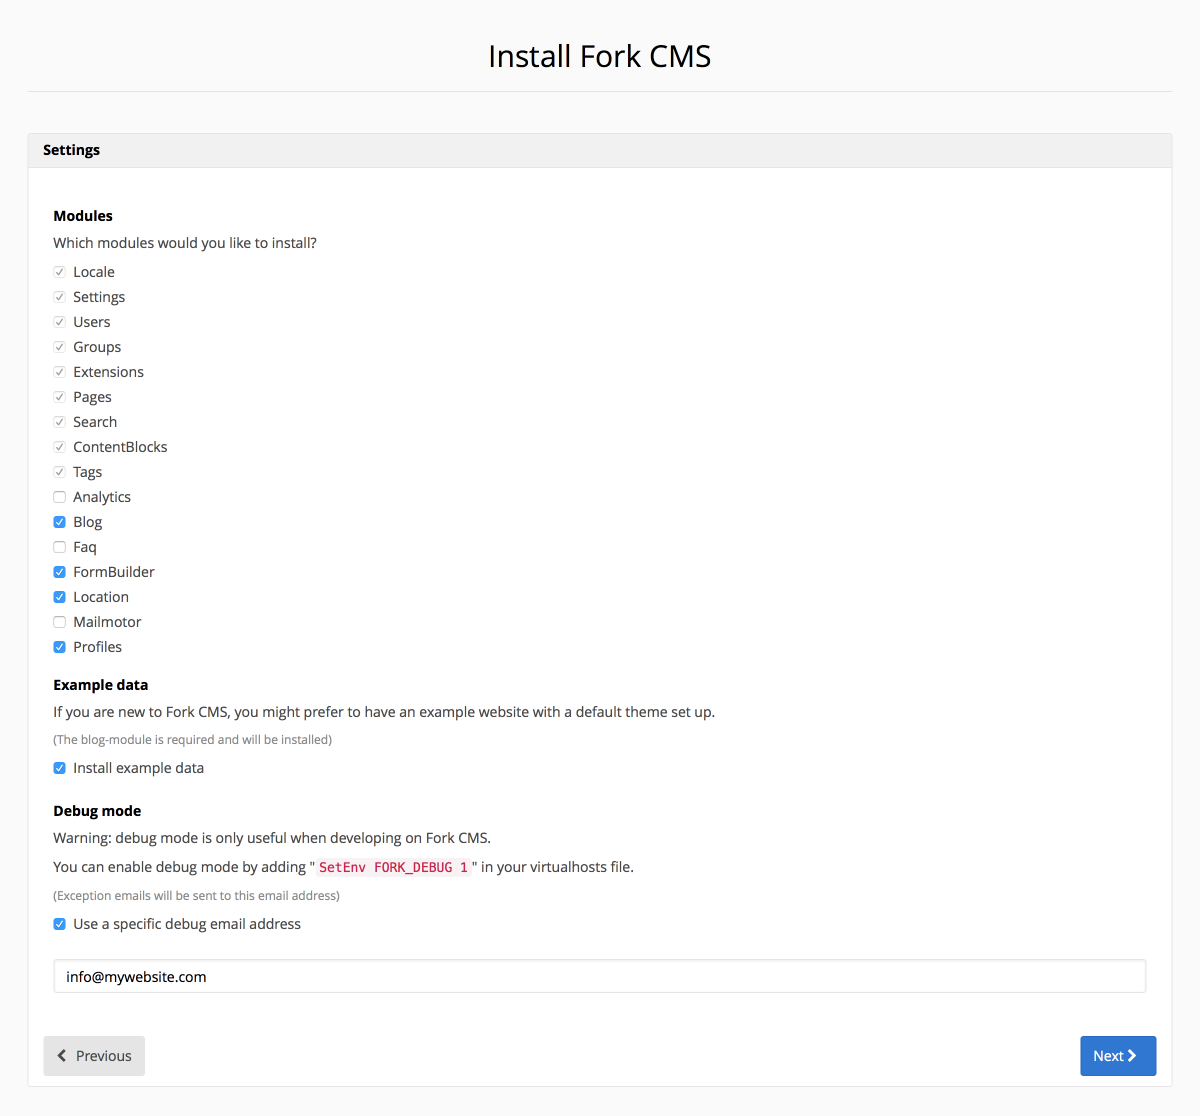 Install Fork CMS
Settings
Modules
Which modules would you like to install?
Locale
Settings
Users
Groups
Extensions
Pages
Search
ContentBlocks
Tags
Analytics
Blog
Faq
FormBuilder
Location
Mailmotor
Profiles
Example data
If you are new to Fork CMS, you might prefer to have an example website with a default theme set up.
(The blog-module is required and will be installed)
Install example data
Debug mode
Warning: debug mode is only useful when developing on Fork CMS.
You can enable debug mode by adding "SetEnv FORK_DEBUG 1" in your virtualhosts file.
(Exception emails will be sent to this email address)
Use a specific debug email address
info@mywebsite.com
Previous
Next